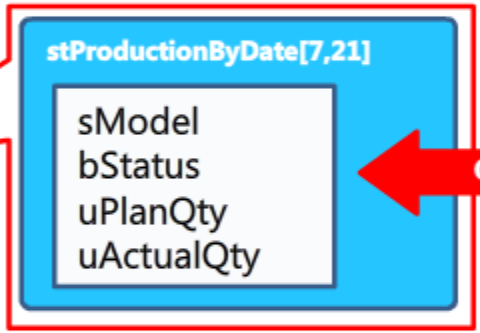 stProductionByDate[7,21]
sModel
bStatus
uPlanQty
uActualQty